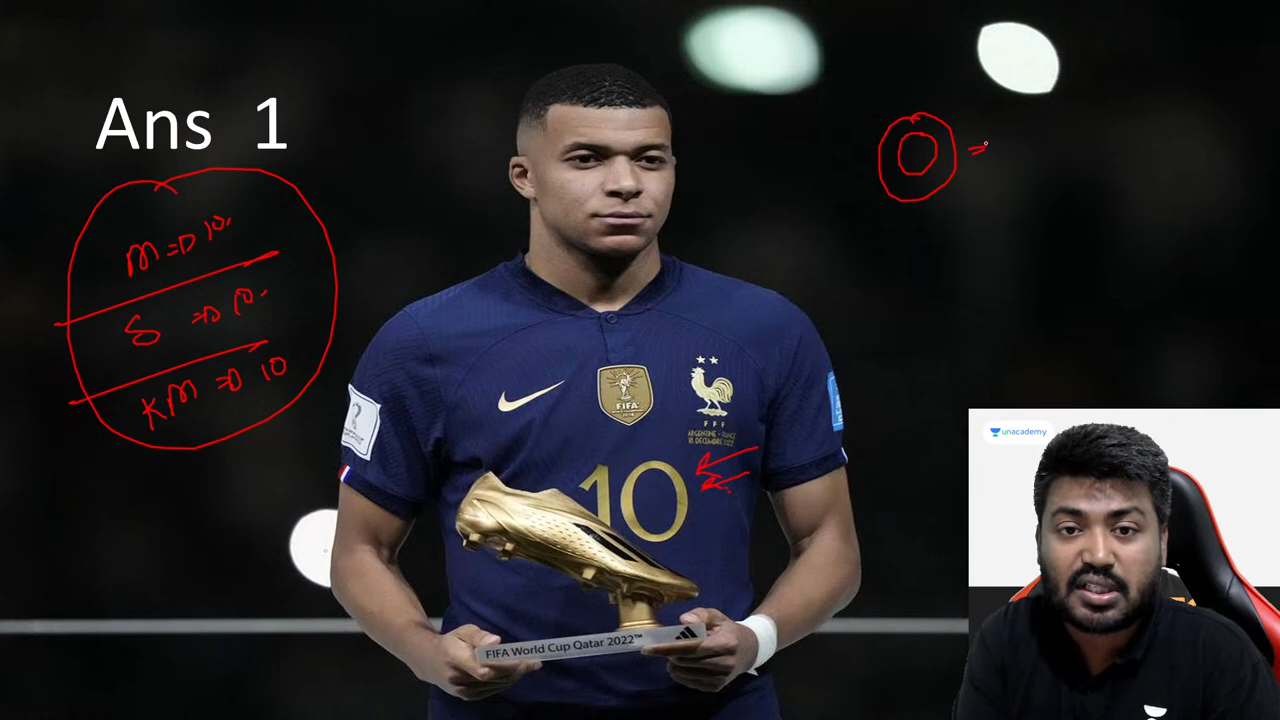 Ans 1
M => 10.
S => 10.
KM => 10
FIFA
FFF
ARGENTINE - FRANCE
18 DÉCEMBRE 2022
10
FIFA World Cup Qatar 2022™
unacademy